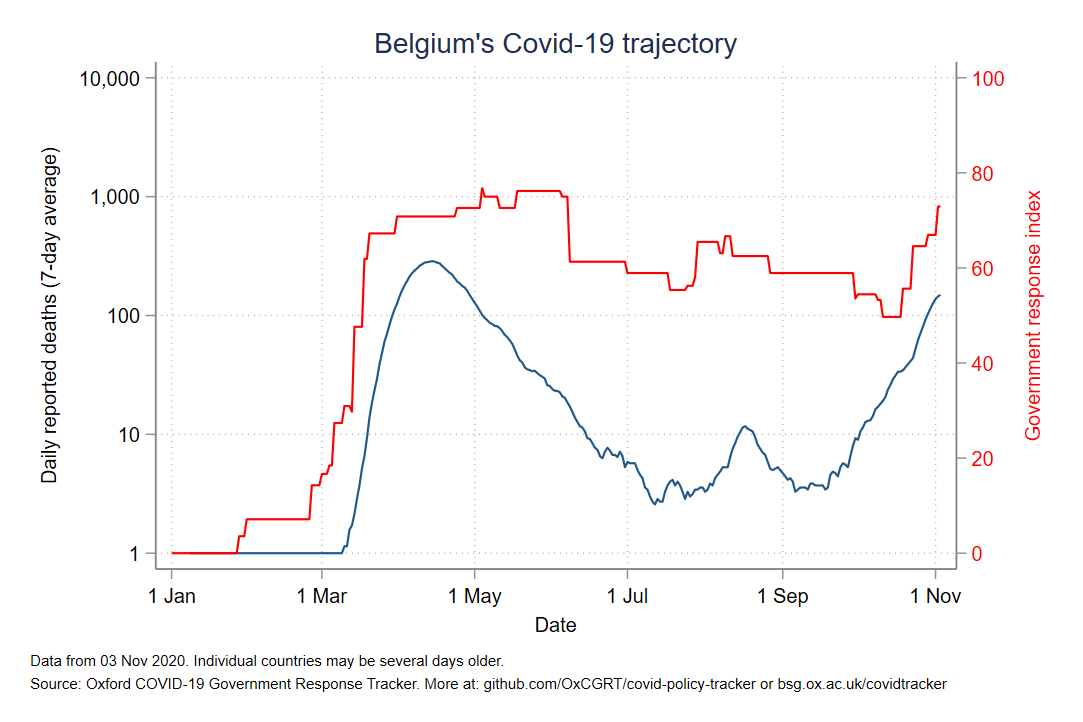 Belgium's Covid-19 trajectory
10,000
1,000
100
10
1
Daily reported deaths (7-day average)
100
80
60
40
20
0
Government response index
1 Jan 1 Mar 1 May 1 Jul 1 Sep 1 Nov
Date
Data from 03 Nov 2020. Individual countries may be several days older.
Source: Oxford COVID-19 Government Response Tracker. More at: github.com/OxCGRT/covid-policy-tracker or bsg.ox.ac.uk/covidtracker